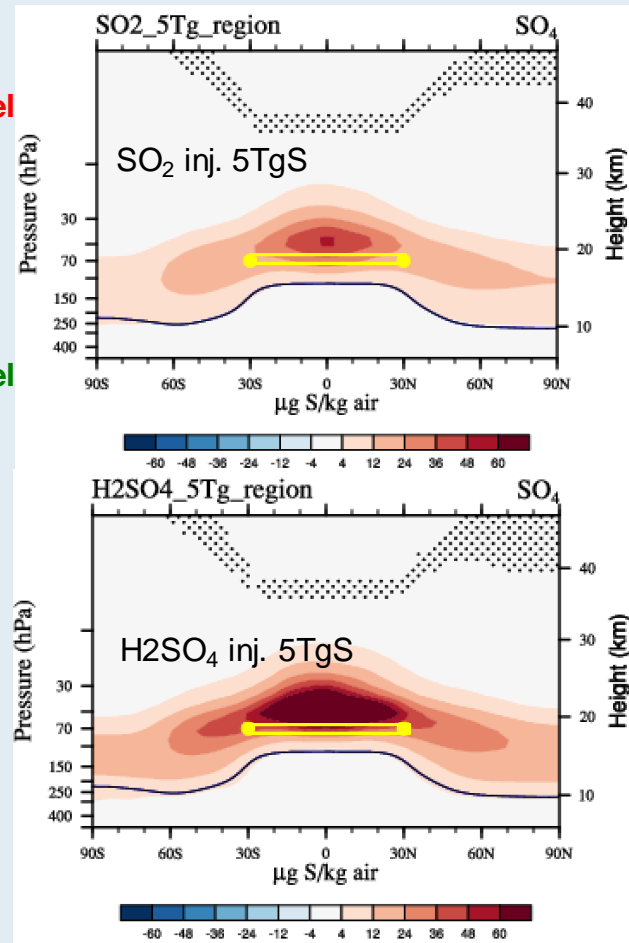 SO2_5Tg_region SO₄
el
SO₂ inj. 5TgS
Pressure (hPa)
30
70
150
250
400
Height (km)
40
30
20
10
90S 60S 30S 0 30N 60N 90N
µg S/kg air
el
-60 -48 -36 -24 -12 -4 4 12 24 36 48 60
H2SO4_5Tg_region SO₄
H2SO₄ inj. 5TgS
Pressure (hPa)
30
70
150
250
400
Height (km)
40
30
20
10
90S 60S 30S 0 30N 60N 90N
µg S/kg air
-60 -48 -36 -24 -12 -4 4 12 24 36 48 60